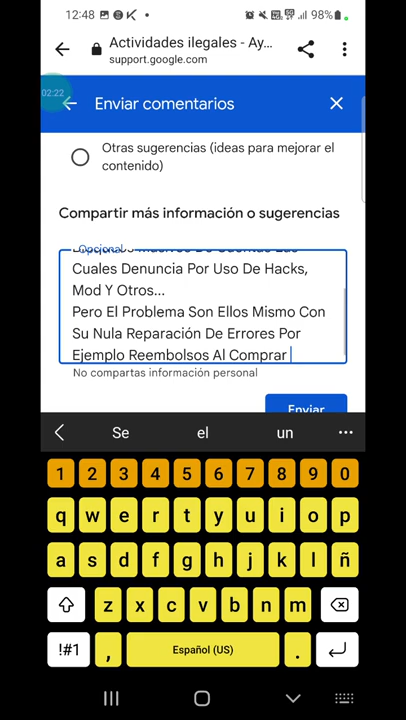 12:48
98%
Actividades ilegales - Ay...
support.google.com
02:22
Enviar comentarios
Otras sugerencias (ideas para mejorar el
contenido)
Compartir más información o sugerencias
Opcional
Cuales Denuncia Por Uso De Hacks,
Mod Y Otros...
Pero El Problema Son Ellos Mismo Con
Su Nula Reparación De Errores Por
Ejemplo Reembolsos Al Comprar
No compartas información personal
Enviar
Se el un
1 2 3 4 5 6 7 8 9 0
q w e r t y u i o p
a s d f g h j k l ñ
z x c v b n m
!#1 , Español (US) .